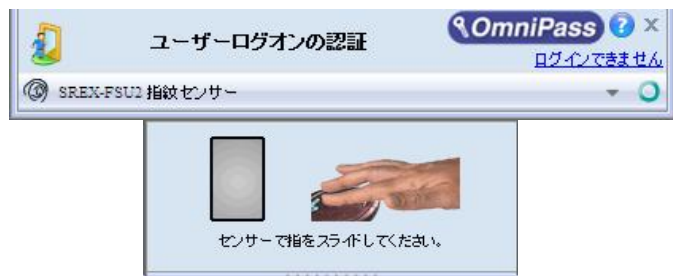 ユーザーログオンの認証
OmniPass ? ×
ログインできません
SREX-FSU2 指紋センサー
センサーで指をスライドしてください。